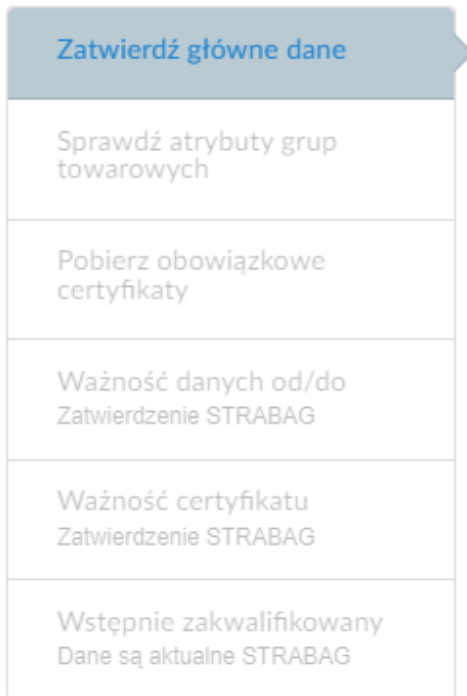 Zatwierdź główne dane
Sprawdź atrybuty grup
towarowych
Pobierz obowiązkowe
certyfikaty
Ważność danych od/do
Zatwierdzenie STRABAG
Ważność certyfikatu
Zatwierdzenie STRABAG
Wstępnie zakwalifikowany
Dane są aktualne STRABAG